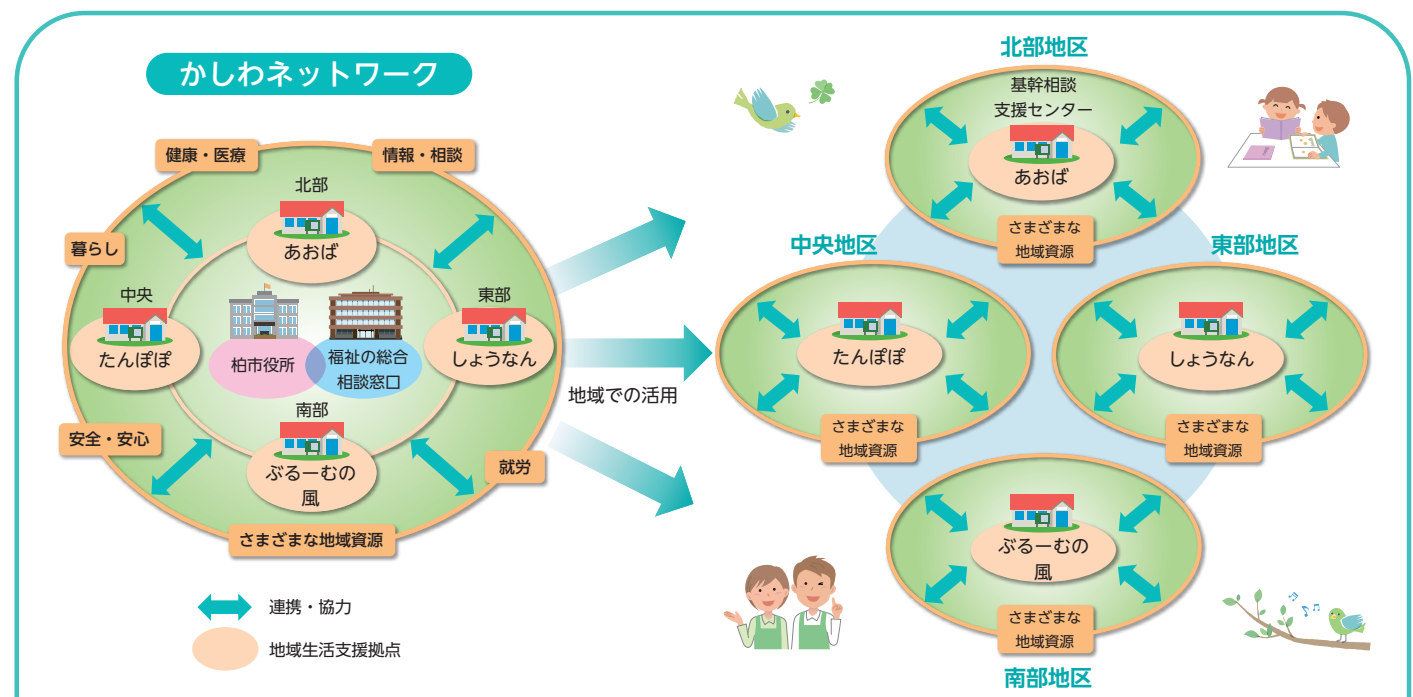 かしわネットワーク
健康・医療
情報・相談
暮らし
北部
あおば
中央
たんぽぽ
東部
しょうなん
柏市役所
福祉の総合
相談窓口
南部
ぶるーむの
風
安全・安心
就労
さまざまな地域資源
連携・協力
地域生活支援拠点
地域での活用
北部地区
基幹相談
支援センター
あおば
さまざまな
地域資源
中央地区
たんぽぽ
さまざまな
地域資源
東部地区
しょうなん
さまざまな
地域資源
ぶるーむの
風
さまざまな
地域資源
南部地区